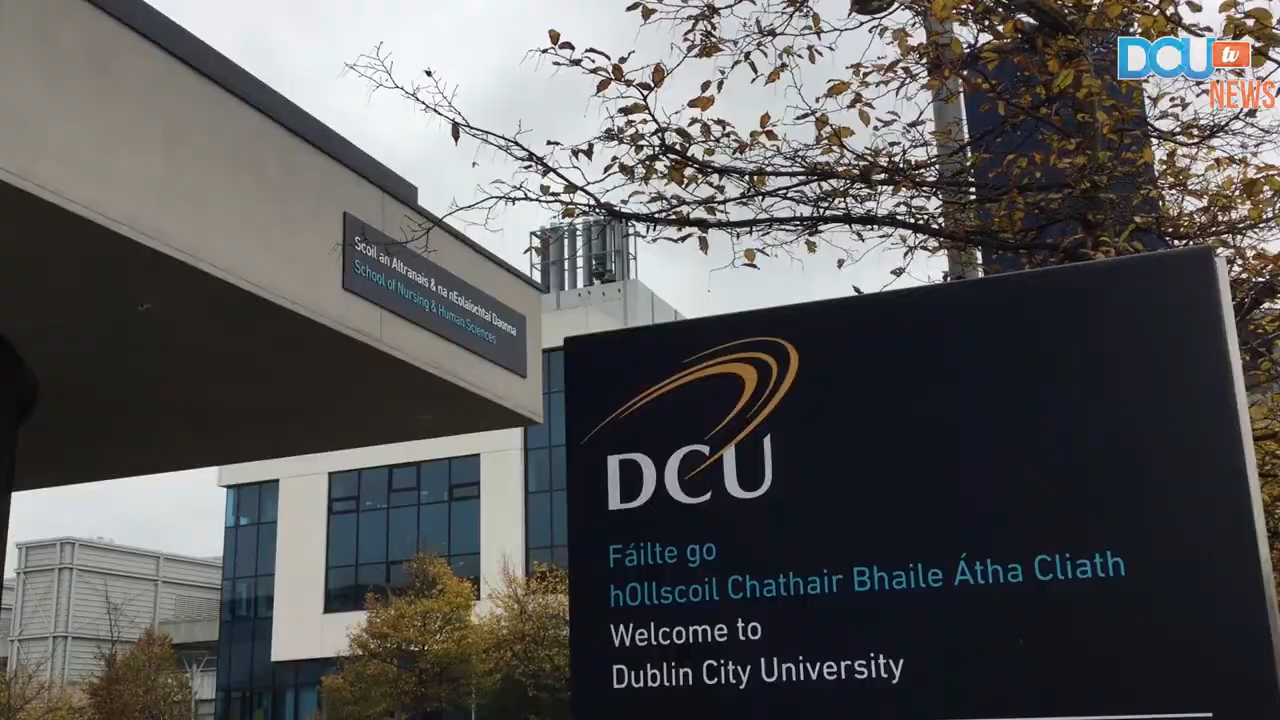 DCU tv
NEWS
Scoil an Altranais & na nEolaíochtaí Daonna
School of Nursing & Human Sciences
DCU
Fáilte go
hOllscoil Chathair Bhaile Átha Cliath
Welcome to
Dublin City University